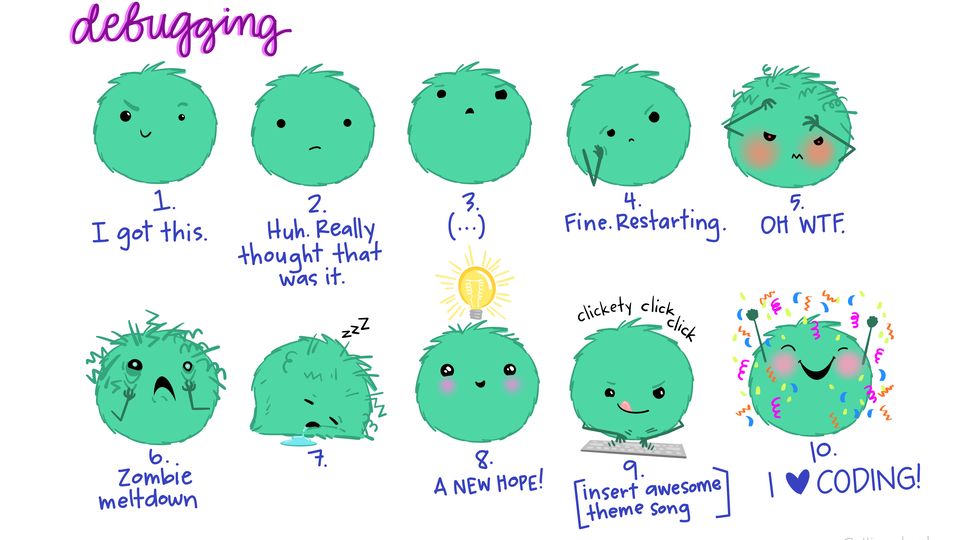 debugging
1.
I got this.
2.
Huh. Really
thought that
was it.
3.
(...)
4.
Fine. Restarting.
5.
OH WTF.
6.
Zombie
meltdown
zzZZ
7.
8.
A NEW HOPE!
clickety click
click
9.
[insert awesome
theme song]
10.
I ♥ CODING!